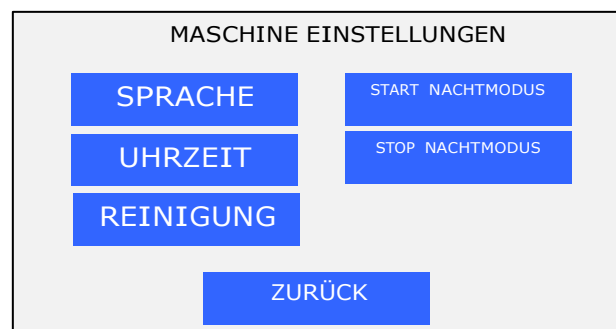 MASCHINE EINSTELLUNGEN
SPRACHE
START NACHTMODUS
UHRZEIT
STOP NACHTMODUS
REINIGUNG
ZURÜCK